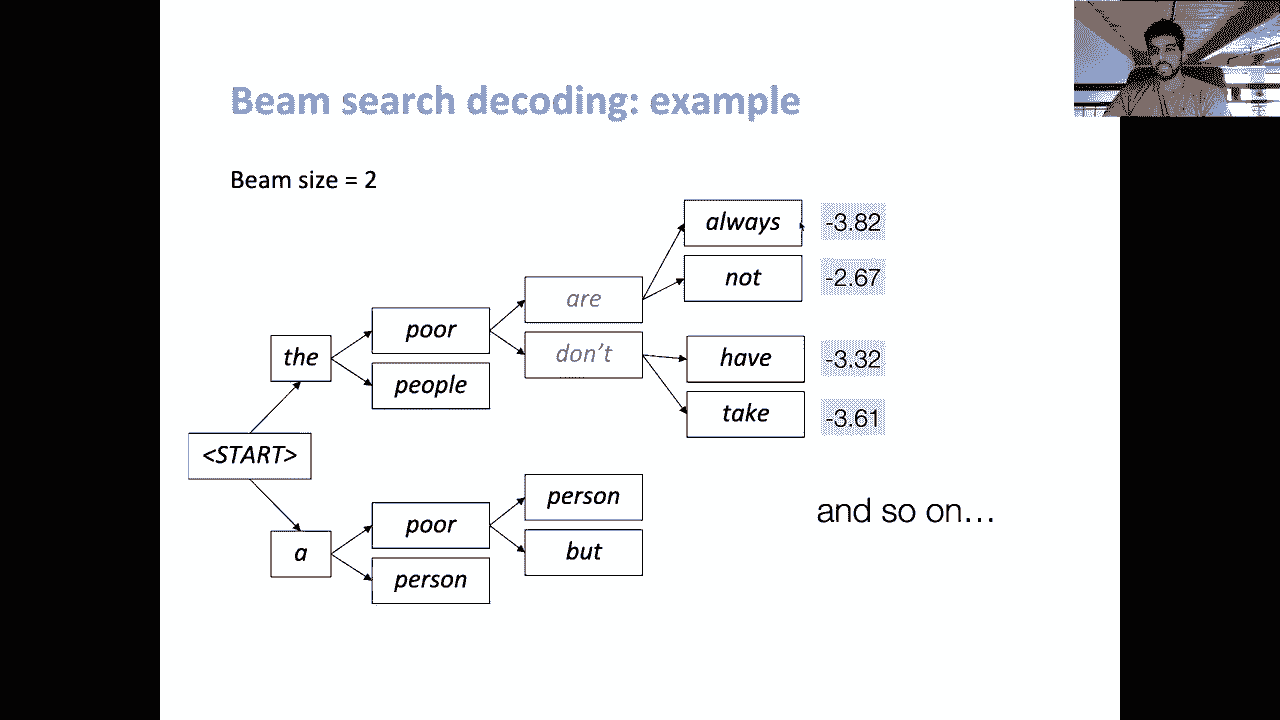 Beam search decoding: example
Beam size = 2
always -3.82
not -2.67
are
poor
don't
the
have -3.32
people
take -3.61
<START>
person
and so on...
poor
a
but
person